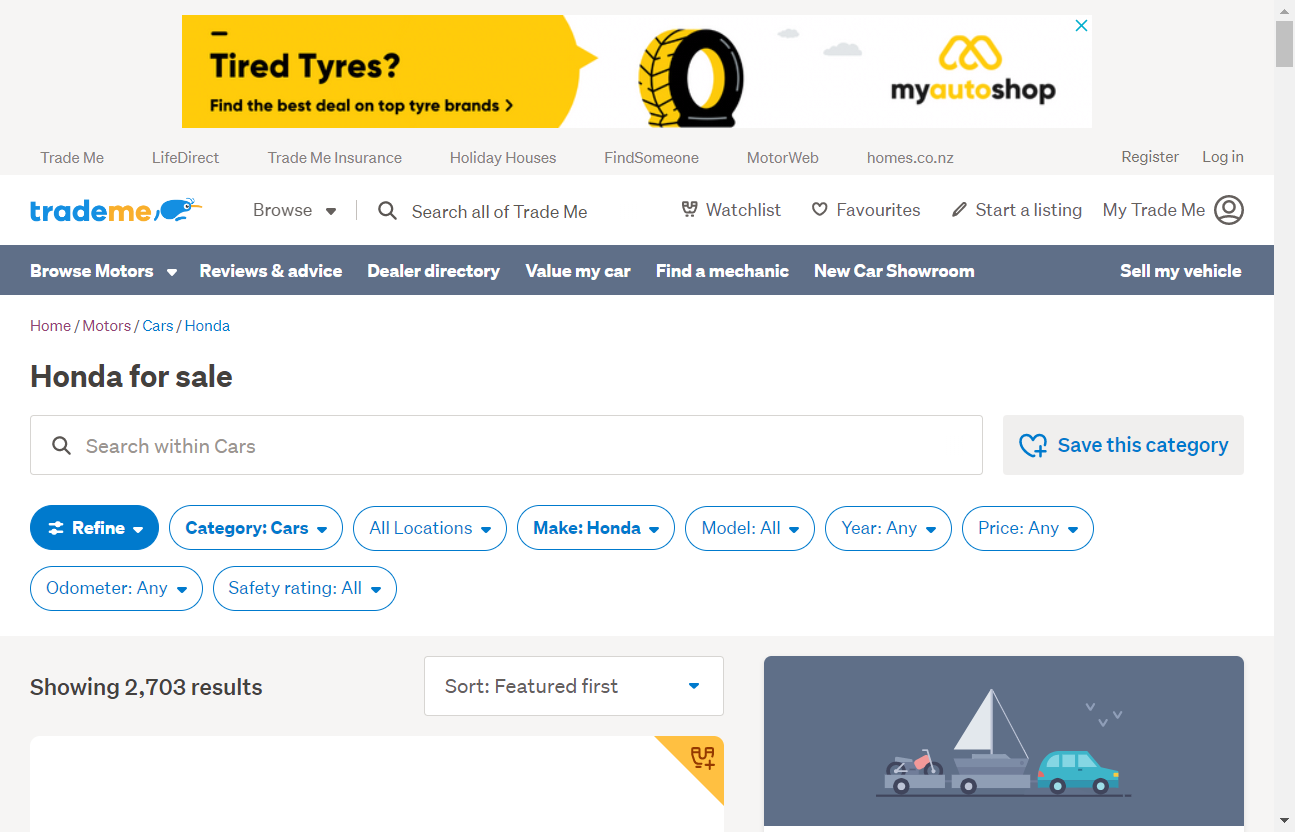 Tired Tyres?
Find the best deal on top tyre brands >
myautoshop
Trade Me LifeDirect Trade Me Insurance Holiday Houses FindSomeone MotorWeb homes.co.nz Register Log in
trademe Browse Search all of Trade Me Watchlist Favourites Start a listing My Trade Me
Browse Motors Reviews & advice Dealer directory Value my car Find a mechanic New Car Showroom Sell my vehicle
Home / Motors / Cars / Honda
Honda for sale
Search within Cars Save this category
Refine Category: Cars All Locations Make: Honda Model: All Year: Any Price: Any
Odometer: Any Safety rating: All
Showing 2,703 results Sort: Featured first